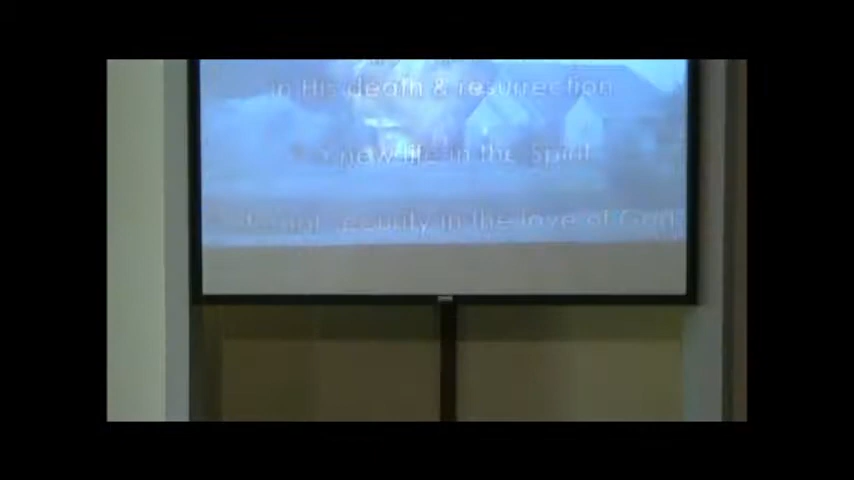 in His death & resurrection
new life in the Spirit
security in the love of God